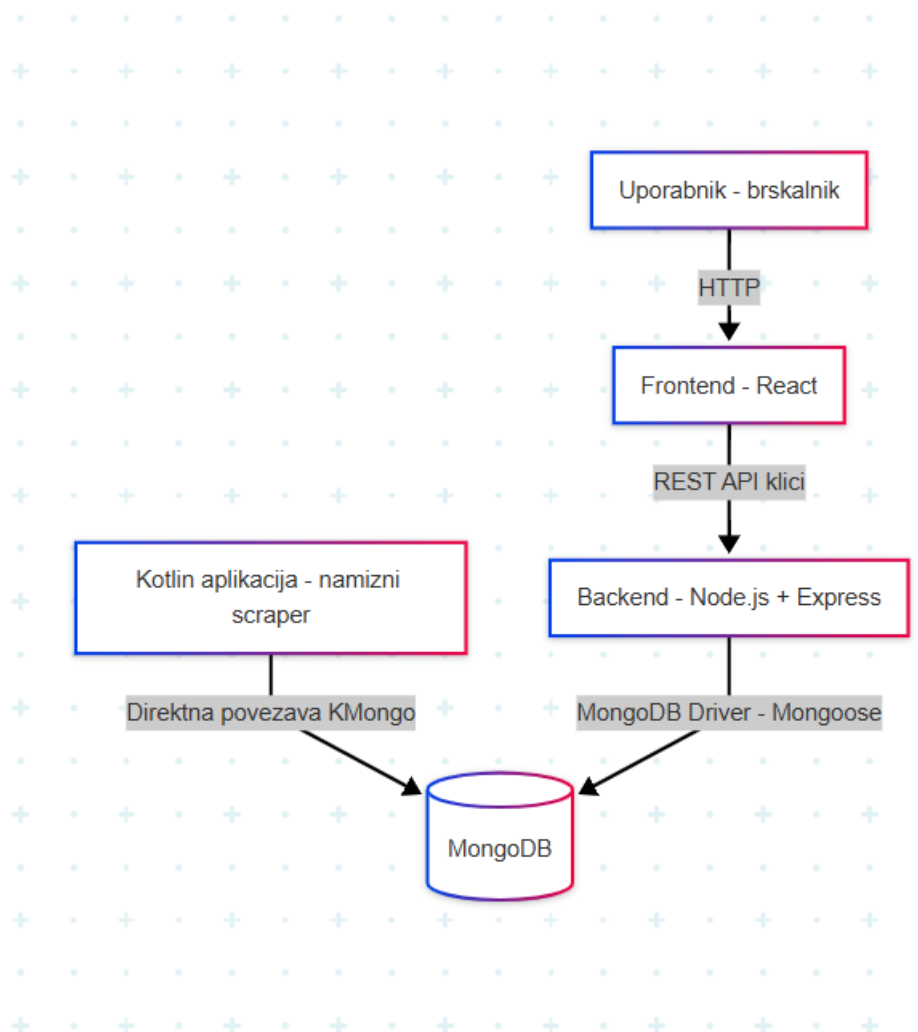 Uporabnik - brskalnik
HTTP
Frontend - React
REST API klici
Kotlin aplikacija - namizni
scraper
Backend - Node.js + Express
Direktna povezava KMongo
MongoDB Driver - Mongoose
MongoDB